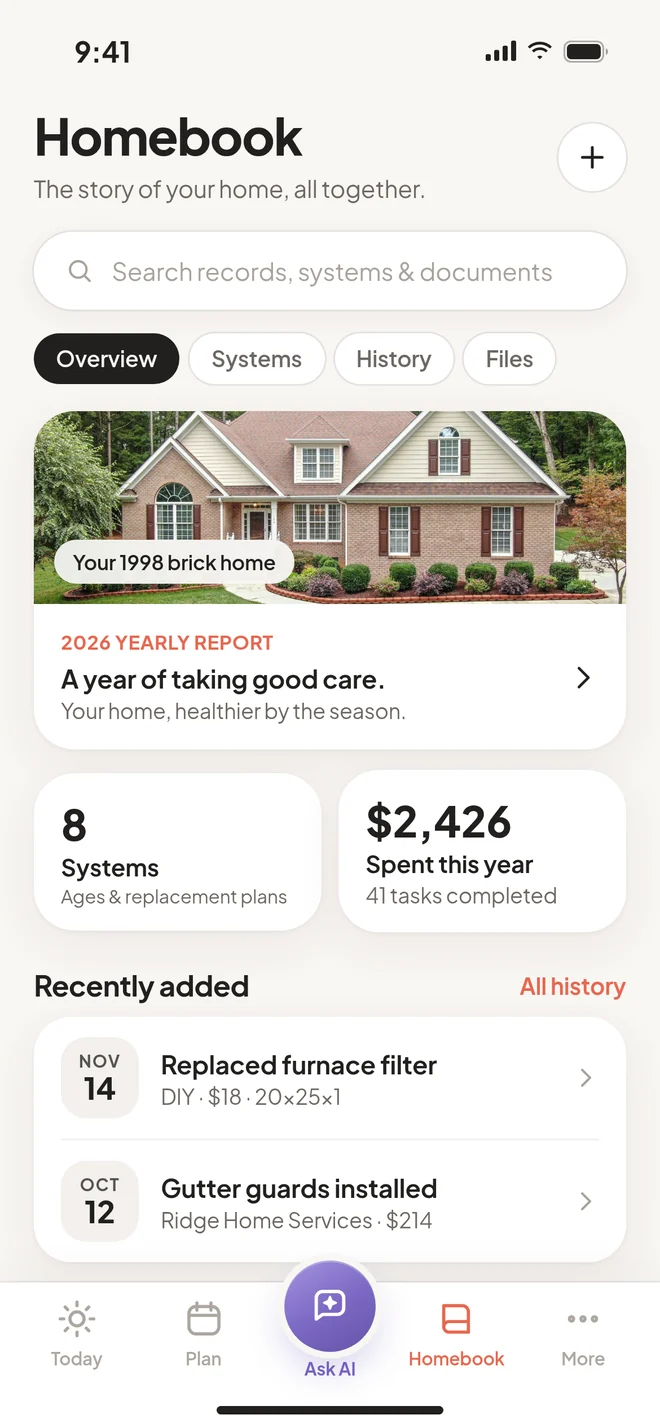 9:41
Homebook
The story of your home, all together.
Search records, systems & documents
Overview
Systems
History
Files
Your 1998 brick home
2026 YEARLY REPORT
A year of taking good care.
Your home, healthier by the season.
8
Systems
Ages & replacement plans
$2,426
Spent this year
41 tasks completed
Recently added
All history
NOV
14
Replaced furnace filter
DIY · $18 · 20×25×1
OCT
12
Gutter guards installed
Ridge Home Services · $214
Today
Plan
Ask AI
Homebook
More